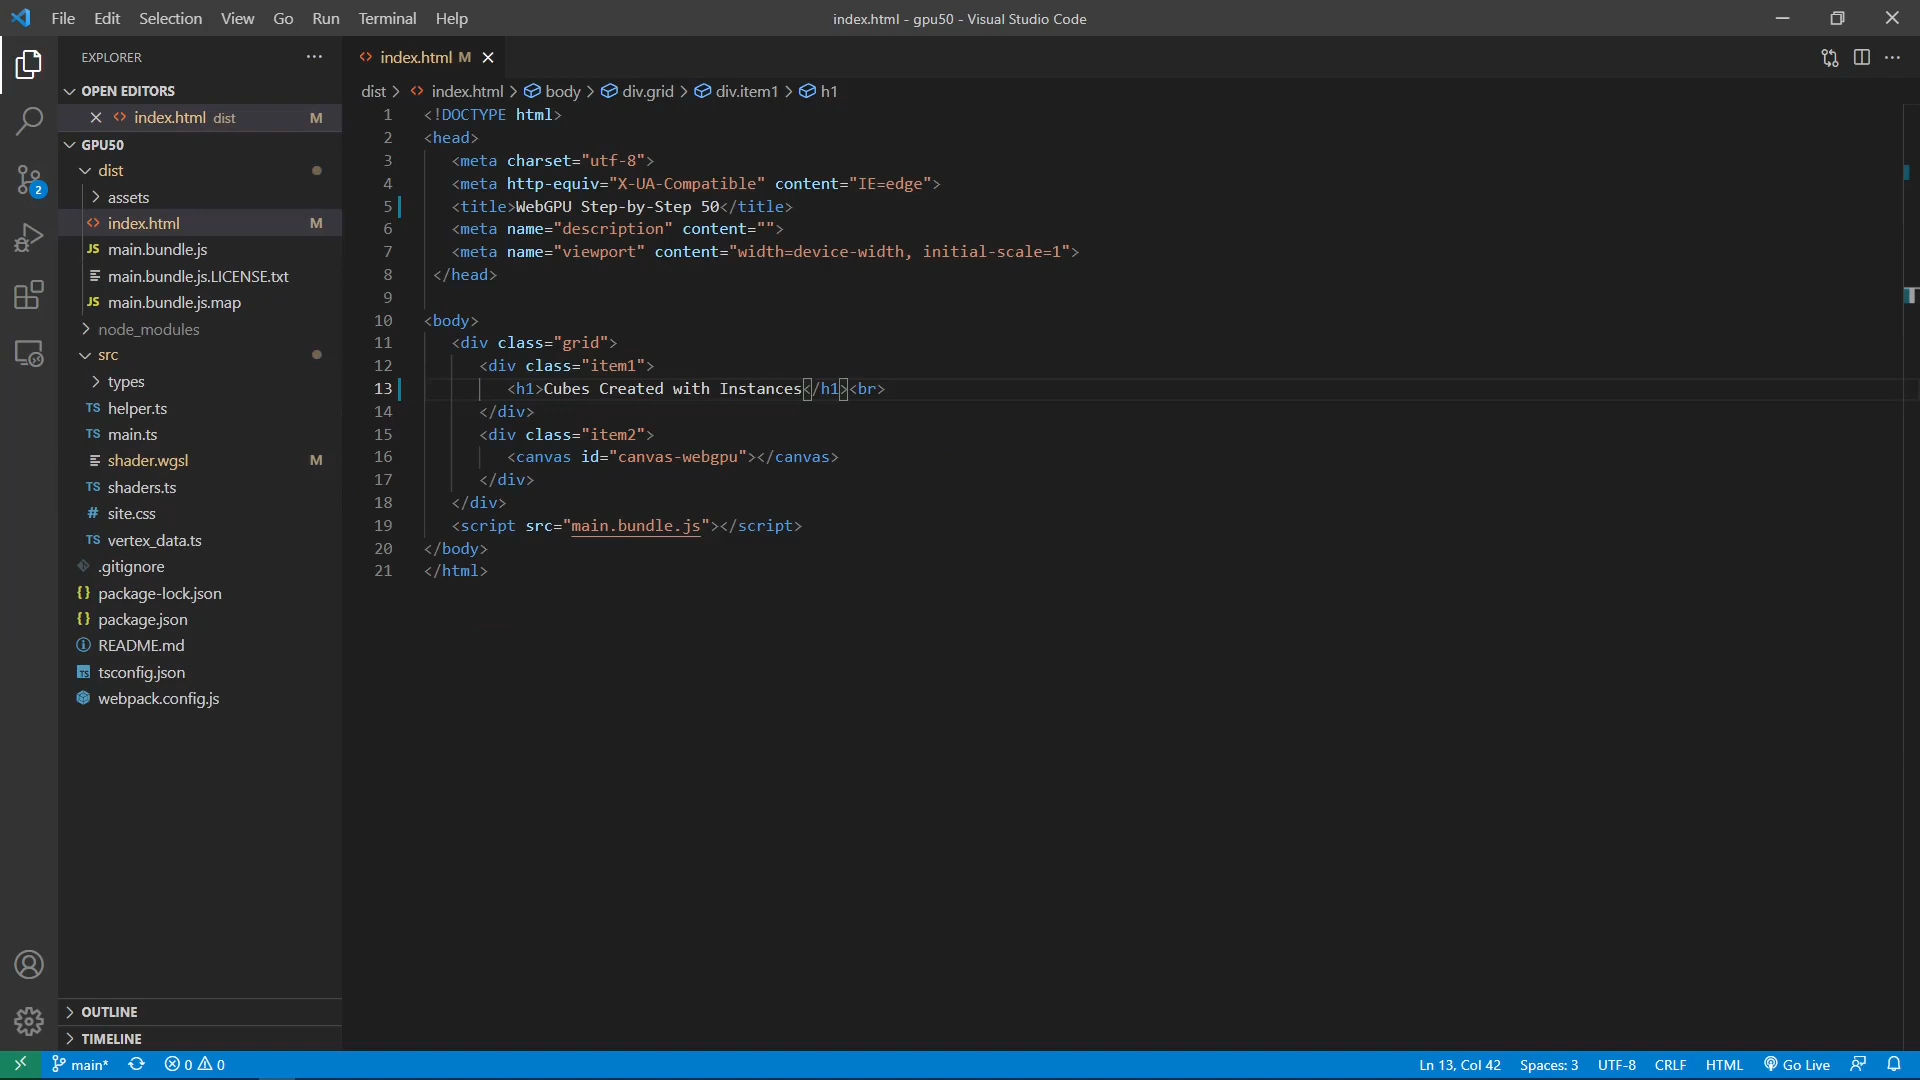 File Edit Selection View Go Run Terminal Help
index.html - gpu50 - Visual Studio Code
EXPLORER
OPEN EDITORS
index.html dist M
GPU50
dist
assets
index.html M
JS main.bundle.js
main.bundle.js.LICENSE.txt
JS main.bundle.js.map
node_modules
src
types
TS helper.ts
TS main.ts
shader.wgsl M
TS shaders.ts
# site.css
TS vertex_data.ts
.gitignore
{} package-lock.json
{} package.json
README.md
TS tsconfig.json
webpack.config.js
OUTLINE
TIMELINE
2
index.html M
dist > index.html > body > div.grid > div.item1 > h1
1 <!DOCTYPE html>
2 <head>
3 <meta charset="utf-8">
4 <meta http-equiv="X-UA-Compatible" content="IE=edge">
5 <title>WebGPU Step-by-Step 50</title>
6 <meta name="description" content="">
7 <meta name="viewport" content="width=device-width, initial-scale=1">
8 </head>
9
10 <body>
11 <div class="grid">
12 <div class="item1">
13 <h1>Cubes Created with Instances</h1><br>
14 </div>
15 <div class="item2">
16 <canvas id="canvas-webgpu"></canvas>
17 </div>
18 </div>
19 <script src="main.bundle.js"></script>
20 </body>
21 </html>
main* 0 0
Ln 13, Col 42 Spaces: 3 UTF-8 CRLF HTML Go Live